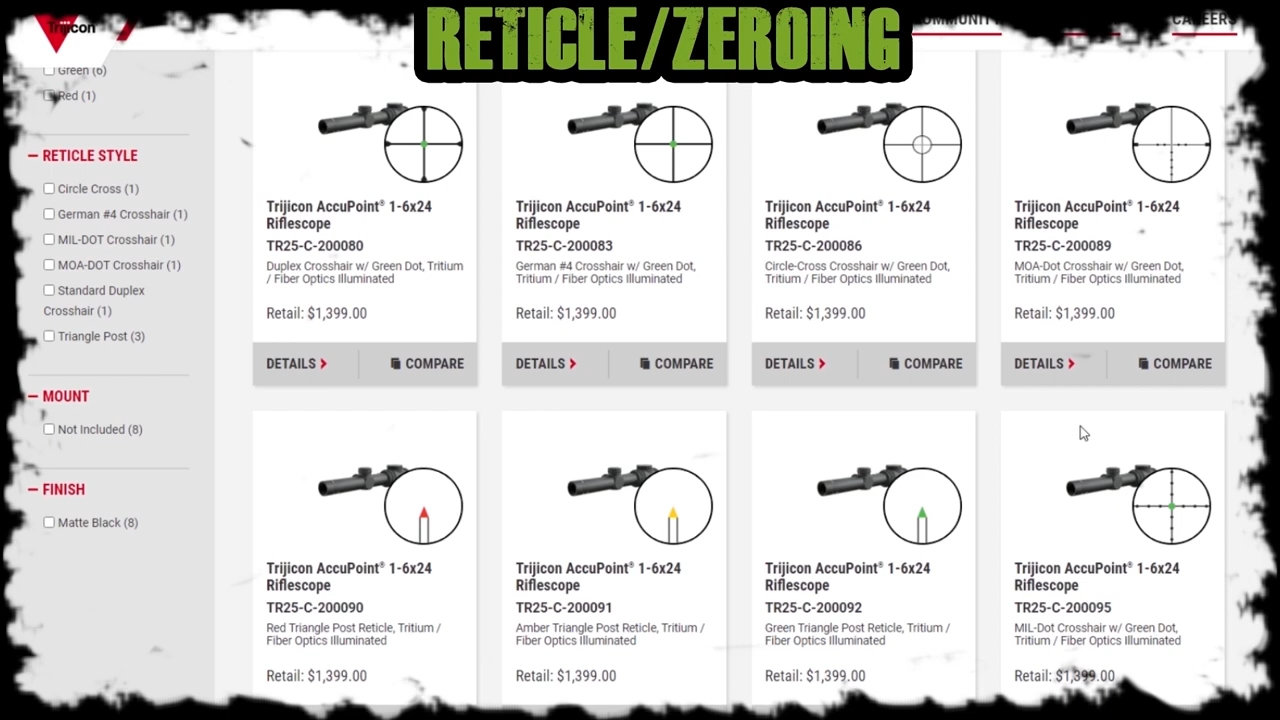 RETICLE/ZEROING
Trijicon
COMMUNITY
CAREERS
Green (6)
Red (1)
RETICLE STYLE
Circle Cross (1)
German #4 Crosshair (1)
MIL-DOT Crosshair (1)
MOA-DOT Crosshair (1)
Standard Duplex
Crosshair (1)
Triangle Post (3)
MOUNT
Not Included (8)
FINISH
Matte Black (8)
Trijicon AccuPoint® 1-6x24
Riflescope
TR25-C-200080
Duplex Crosshair w/ Green Dot, Tritium
/ Fiber Optics Illuminated
Retail: $1,399.00
DETAILS
COMPARE
Trijicon AccuPoint® 1-6x24
Riflescope
TR25-C-200083
German #4 Crosshair w/ Green Dot,
Tritium / Fiber Optics Illuminated
Retail: $1,399.00
DETAILS
COMPARE
Trijicon AccuPoint® 1-6x24
Riflescope
TR25-C-200086
Circle-Cross Crosshair w/ Green Dot,
Tritium / Fiber Optics Illuminated
Retail: $1,399.00
DETAILS
COMPARE
Trijicon AccuPoint® 1-6x24
Riflescope
TR25-C-200089
MOA-Dot Crosshair w/ Green Dot,
Tritium / Fiber Optics Illuminated
Retail: $1,399.00
DETAILS
COMPARE
Trijicon AccuPoint® 1-6x24
Riflescope
TR25-C-200090
Red Triangle Post Reticle, Tritium /
Fiber Optics Illuminated
Retail: $1,399.00
Trijicon AccuPoint® 1-6x24
Riflescope
TR25-C-200091
Amber Triangle Post Reticle, Tritium /
Fiber Optics Illuminated
Retail: $1,399.00
Trijicon AccuPoint® 1-6x24
Riflescope
TR25-C-200092
Green Triangle Post Reticle, Tritium /
Fiber Optics Illuminated
Retail: $1,399.00
Trijicon AccuPoint® 1-6x24
Riflescope
TR25-C-200095
MIL-Dot Crosshair w/ Green Dot,
Tritium / Fiber Optics Illuminated
Retail: $1,399.00